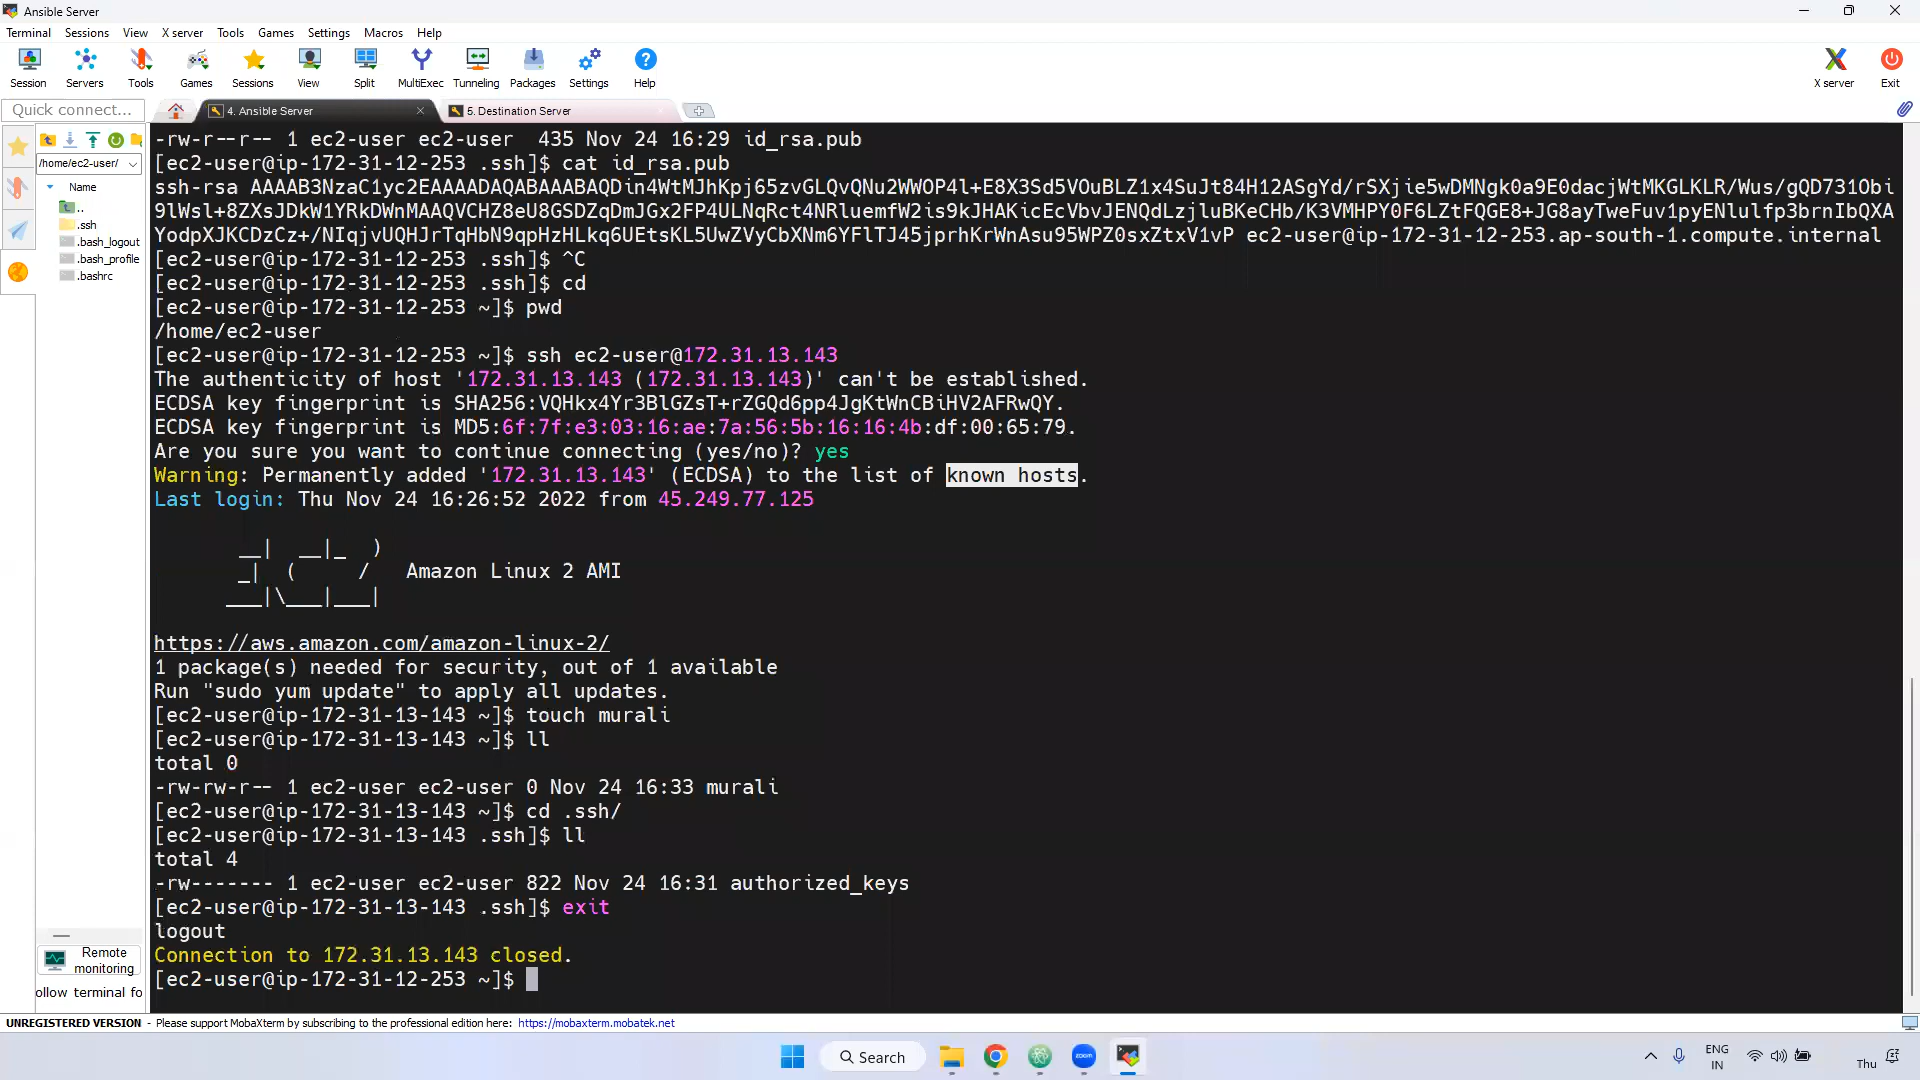 Ansible Server
Terminal Sessions View X server Tools Games Settings Macros Help
Session Servers Tools Games Sessions View Split MultiExec Tunneling Packages Settings Help X server Exit
Quick connect... 4. Ansible Server 5. Destination Server
/home/ec2-user/
Name
..
.ssh
.bash_logout
.bash_profile
.bashrc
-rw-r--r-- 1 ec2-user ec2-user  435 Nov 24 16:29 id_rsa.pub
[ec2-user@ip-172-31-12-253 .ssh]$ cat id_rsa.pub
ssh-rsa AAAAB3NzaC1yc2EAAAADAQABAAABAQDin4WtMJhKpj65zvGLQvQNu2WWOP4l+E8X3Sd5VOuBLZ1x4SuJt84H12ASgYd/rSXjie5wDMNgk0a9E0dacjWtMKGLKLR/Wus/gQD731Obi
9lWsl+8ZXsJDkW1YRkDWnMAAQVCHZ8eU8GSDZqDmJGx2FP4ULNqRct4NRluemfW2is9kJHAKicEcVbvJENQdLzjluBKeCHb/K3VMHPY0F6LZtFQGE8+JG8ayTweFuv1pyENlulfp3brnIbQXA
YodpXJKCDzCz+/NIqjvUQHJrTqHbN9qpHzHLkq6UEtsKL5UwZVyCbXNm6YFlTJ45jprhKrWnAsu95WPZ0sxZtxV1vP ec2-user@ip-172-31-12-253.ap-south-1.compute.internal
[ec2-user@ip-172-31-12-253 .ssh]$ ^C
[ec2-user@ip-172-31-12-253 .ssh]$ cd
[ec2-user@ip-172-31-12-253 ~]$ pwd
/home/ec2-user
[ec2-user@ip-172-31-12-253 ~]$ ssh ec2-user@172.31.13.143
The authenticity of host '172.31.13.143 (172.31.13.143)' can't be established.
ECDSA key fingerprint is SHA256:VQHkx4Yr3BlGZsT+rZGQd6pp4JgKtWnCBiHV2AFRwQY.
ECDSA key fingerprint is MD5:6f:7f:e3:03:16:ae:7a:56:5b:16:16:4b:df:00:65:79.
Are you sure you want to continue connecting (yes/no)? yes
Warning: Permanently added '172.31.13.143' (ECDSA) to the list of known hosts.
Last login: Thu Nov 24 16:26:52 2022 from 45.249.77.125
       __|  __|_  )
       _|  (     /   Amazon Linux 2 AMI
      ___|\___|___|
https://aws.amazon.com/amazon-linux-2/
1 package(s) needed for security, out of 1 available
Run "sudo yum update" to apply all updates.
[ec2-user@ip-172-31-13-143 ~]$ touch murali
[ec2-user@ip-172-31-13-143 ~]$ ll
total 0
-rw-rw-r-- 1 ec2-user ec2-user 0 Nov 24 16:33 murali
[ec2-user@ip-172-31-13-143 ~]$ cd .ssh/
[ec2-user@ip-172-31-13-143 .ssh]$ ll
total 4
-rw------- 1 ec2-user ec2-user 822 Nov 24 16:31 authorized_keys
[ec2-user@ip-172-31-13-143 .ssh]$ exit
logout
Connection to 172.31.13.143 closed.
[ec2-user@ip-172-31-12-253 ~]$
Remote
monitoring
ollow terminal fo
UNREGISTERED VERSION - Please support MobaXterm by subscribing to the professional edition here: https://mobaxterm.mobatek.net
Search
zoom
ENG
IN
Thu